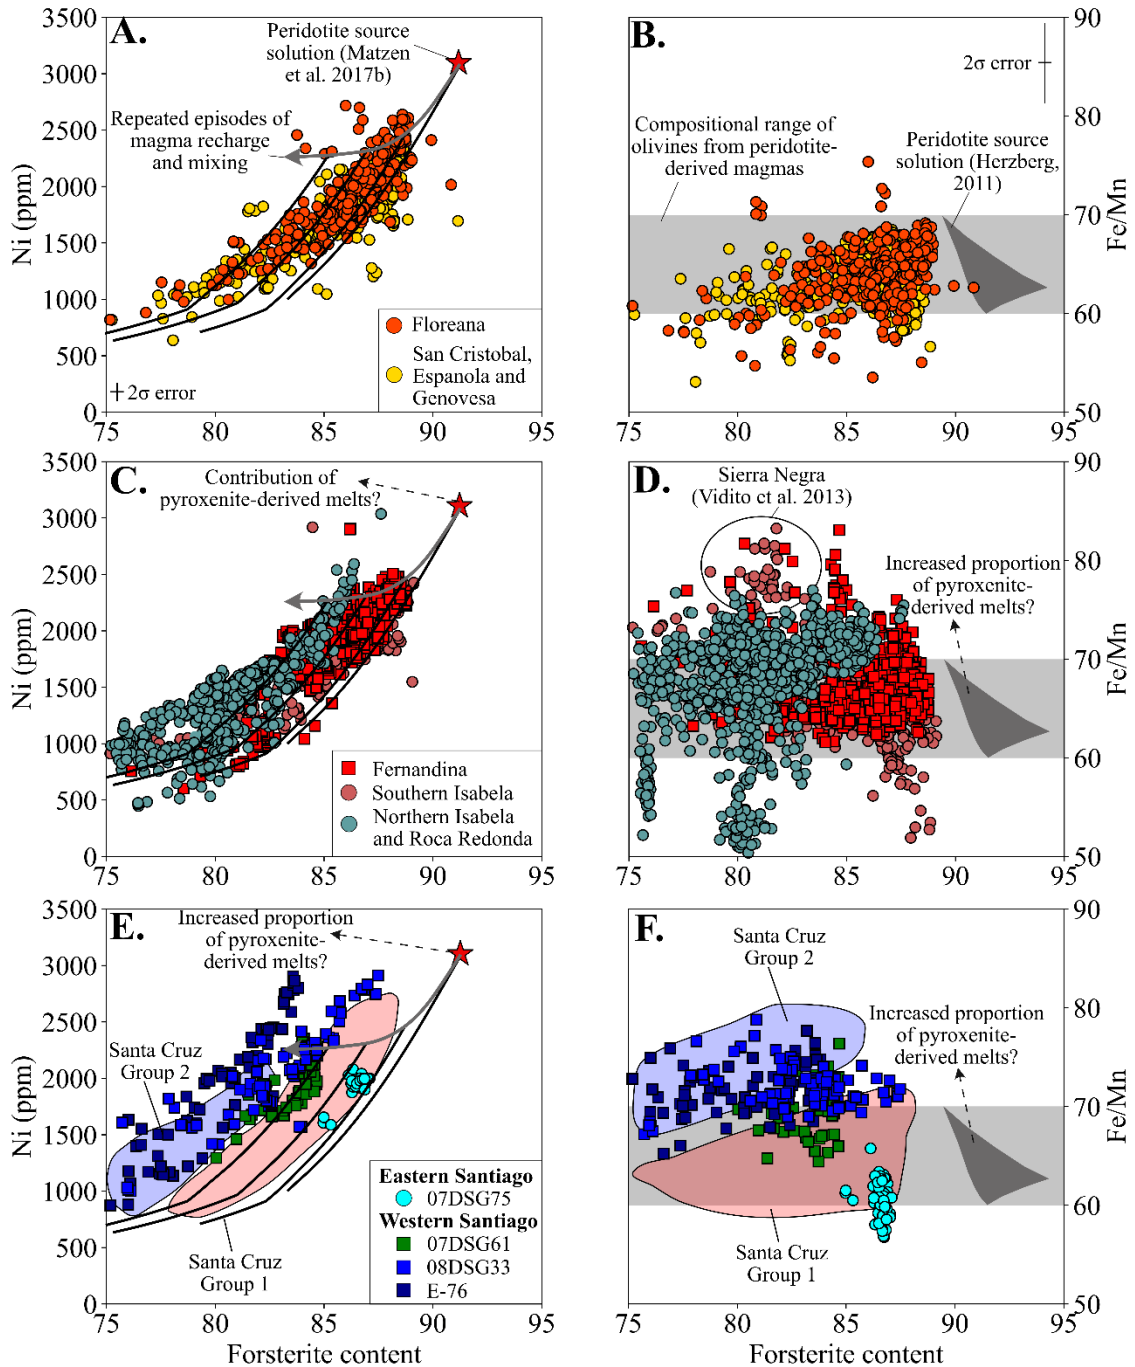 A.
3500
3000
2500
2000
1500
1000
500
0
Ni (ppm)
Peridotite source
solution (Matzen
et al. 2017b)
Repeated episodes of
magma recharge
and mixing
2σ error
Floreana
San Cristobal,
Espanola and
Genovesa
75 80 85 90 95
B.
90
80
70
60
50
Fe/Mn
2σ error
Compositional range of
olivines from peridotite-
derived magmas
Peridotite source
solution (Herzberg,
2011)
75 80 85 90 95
C.
3500
3000
2500
2000
1500
1000
500
0
Ni (ppm)
Contribution of
pyroxenite-derived melts?
Fernandina
Southern Isabela
Northern Isabela
and Roca Redonda
75 80 85 90 95
D.
90
80
70
60
50
Fe/Mn
Sierra Negra
(Vidito et al. 2013)
Increased proportion
of pyroxenite-
derived melts?
75 80 85 90 95
E.
3500
3000
2500
2000
1500
1000
500
0
Ni (ppm)
Increased proportion
of pyroxenite-
derived melts?
Santa Cruz
Group 2
Santa Cruz
Group 1
Eastern Santiago
07DSG75
Western Santiago
07DSG61
08DSG33
E-76
75 80 85 90 95
Forsterite content
F.
90
80
70
60
50
Fe/Mn
Santa Cruz
Group 2
Increased proportion
of pyroxenite-
derived melts?
Santa Cruz
Group 1
75 80 85 90 95
Forsterite content